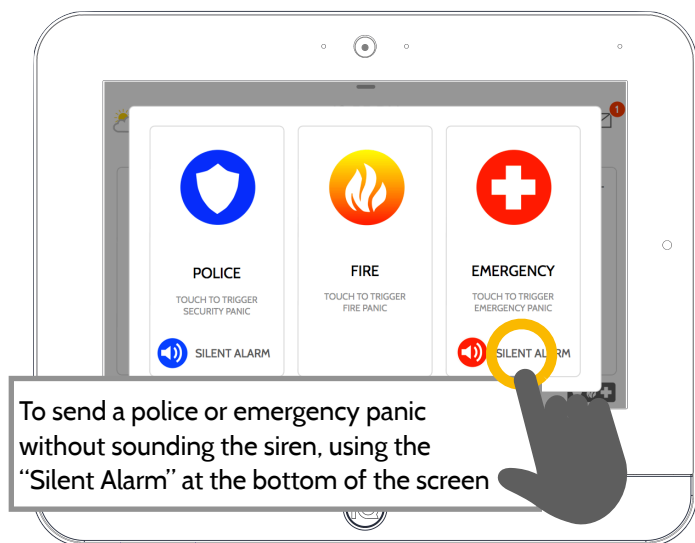 1
POLICE
TOUCH TO TRIGGER
SECURITY PANIC
SILENT ALARM
FIRE
TOUCH TO TRIGGER
FIRE PANIC
EMERGENCY
TOUCH TO TRIGGER
EMERGENCY PANIC
SILENT ALARM
To send a police or emergency panic
without sounding the siren, using the
“Silent Alarm” at the bottom of the screen